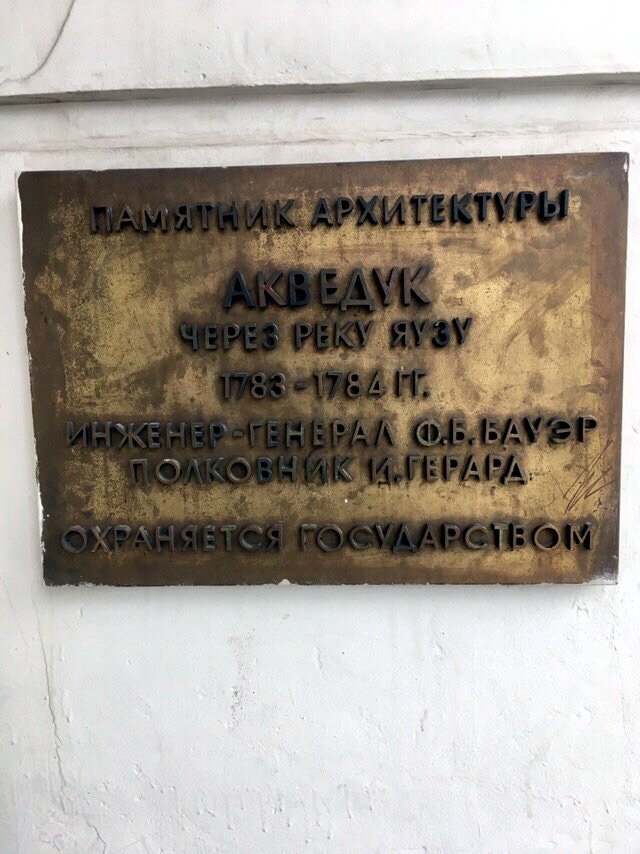 ПАМЯТНИК АРХИТЕКТУРЫ
АКВЕДУК
ЧЕРЕЗ РЕКУ ЯУЗУ
1783-1784 ГГ.
ИНЖЕНЕР-ГЕНЕРАЛ Ф.Б.БАУЭР
ПОЛКОВНИК И.ГЕРАРД
ОХРАНЯЕТСЯ ГОСУДАРСТВОМ